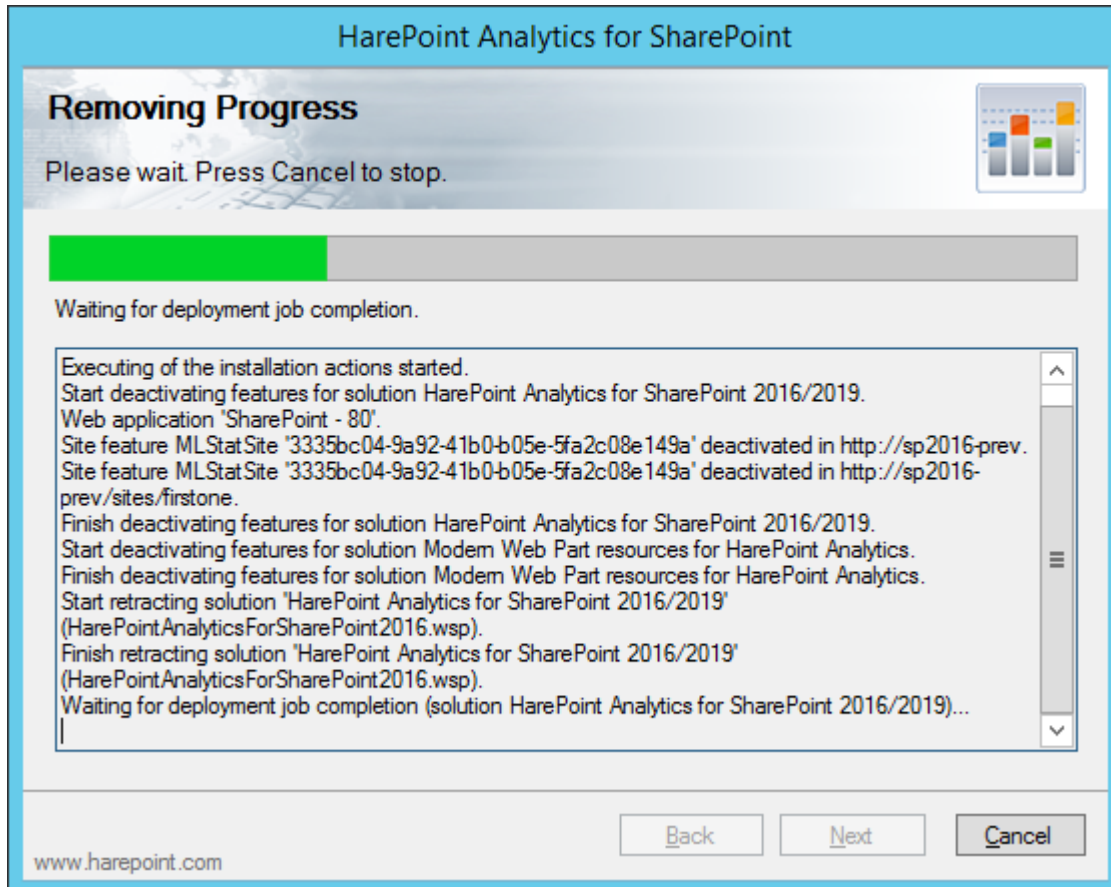 HarePoint Analytics for SharePoint
Removing Progress
Please wait. Press Cancel to stop.
Waiting for deployment job completion.
Executing of the installation actions started.
Start deactivating features for solution HarePoint Analytics for SharePoint 2016/2019.
Web application 'SharePoint - 80'.
Site feature MLStatSite '3335bc04-9a92-41b0-b05e-5fa2c08e149a' deactivated in http://sp2016-prev.
Site feature MLStatSite '3335bc04-9a92-41b0-b05e-5fa2c08e149a' deactivated in http://sp2016-
prev/sites/firstone.
Finish deactivating features for solution HarePoint Analytics for SharePoint 2016/2019.
Start deactivating features for solution Modern Web Part resources for HarePoint Analytics.
Finish deactivating features for solution Modern Web Part resources for HarePoint Analytics.
Start retracting solution 'HarePoint Analytics for SharePoint 2016/2019'
(HarePointAnalyticsForSharePoint2016.wsp).
Finish retracting solution 'HarePoint Analytics for SharePoint 2016/2019'
(HarePointAnalyticsForSharePoint2016.wsp).
Waiting for deployment job completion (solution HarePoint Analytics for SharePoint 2016/2019)...
Back
Next
Cancel
www.harepoint.com